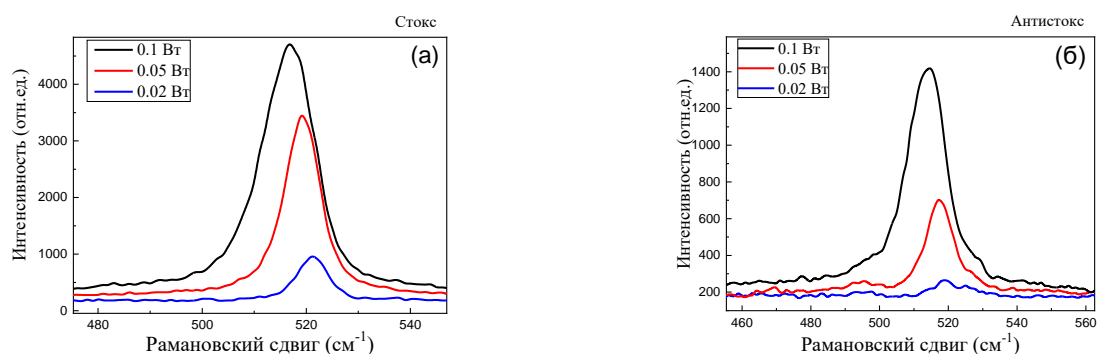 Стокс
(а)
0.1 Вт
0.05 Вт
0.02 Вт
Интенсивность (отн.ед.)
4000
3000
2000
1000
0
480 500 520 540
Рамановский сдвиг (см⁻¹)
Антистокс
(б)
0.1 Вт
0.05 Вт
0.02 Вт
Интенсивность (отн.ед.)
1400
1200
1000
800
600
400
200
460 480 500 520 540 560
Рамановский сдвиг (см⁻¹)